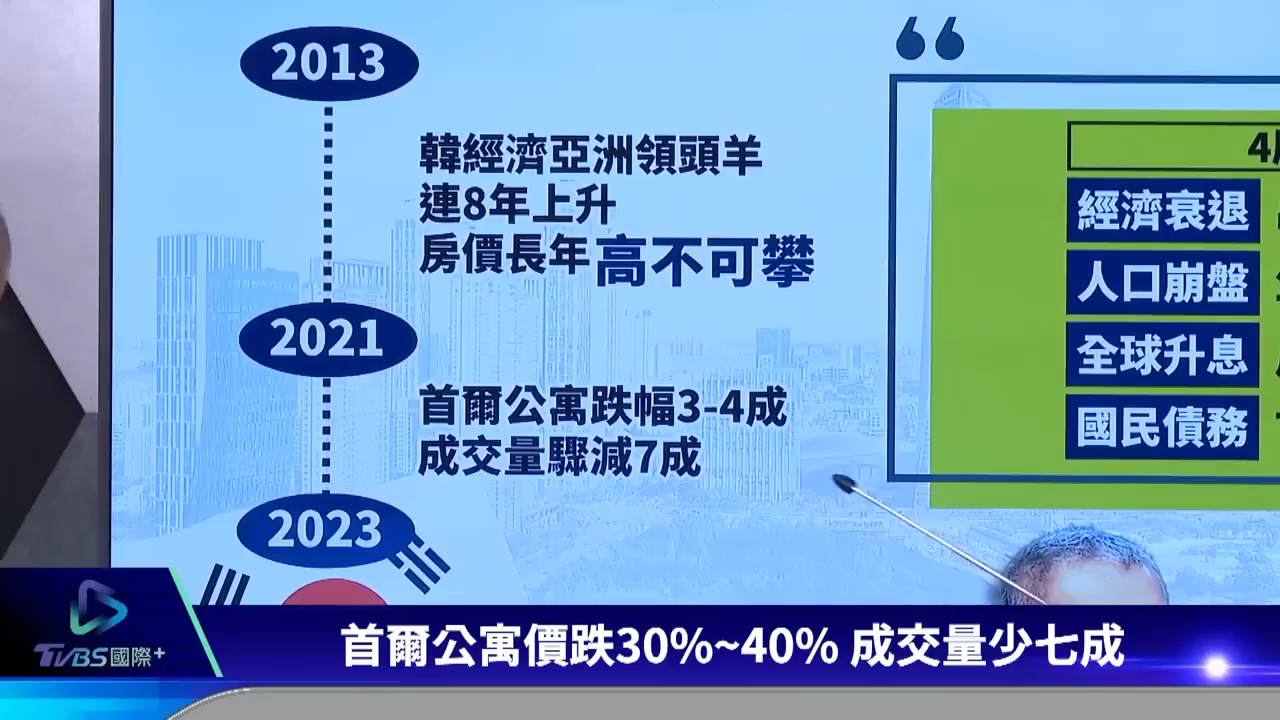 2013
韓經濟亞洲領頭羊
連8年上升
房價長年高不可攀
2021
首爾公寓跌幅3-4成
成交量驟減7成
2023
4
經濟衰退
人口崩盤
全球升息
國民債務
TVBS國際+
首爾公寓價跌30%~40% 成交量少七成